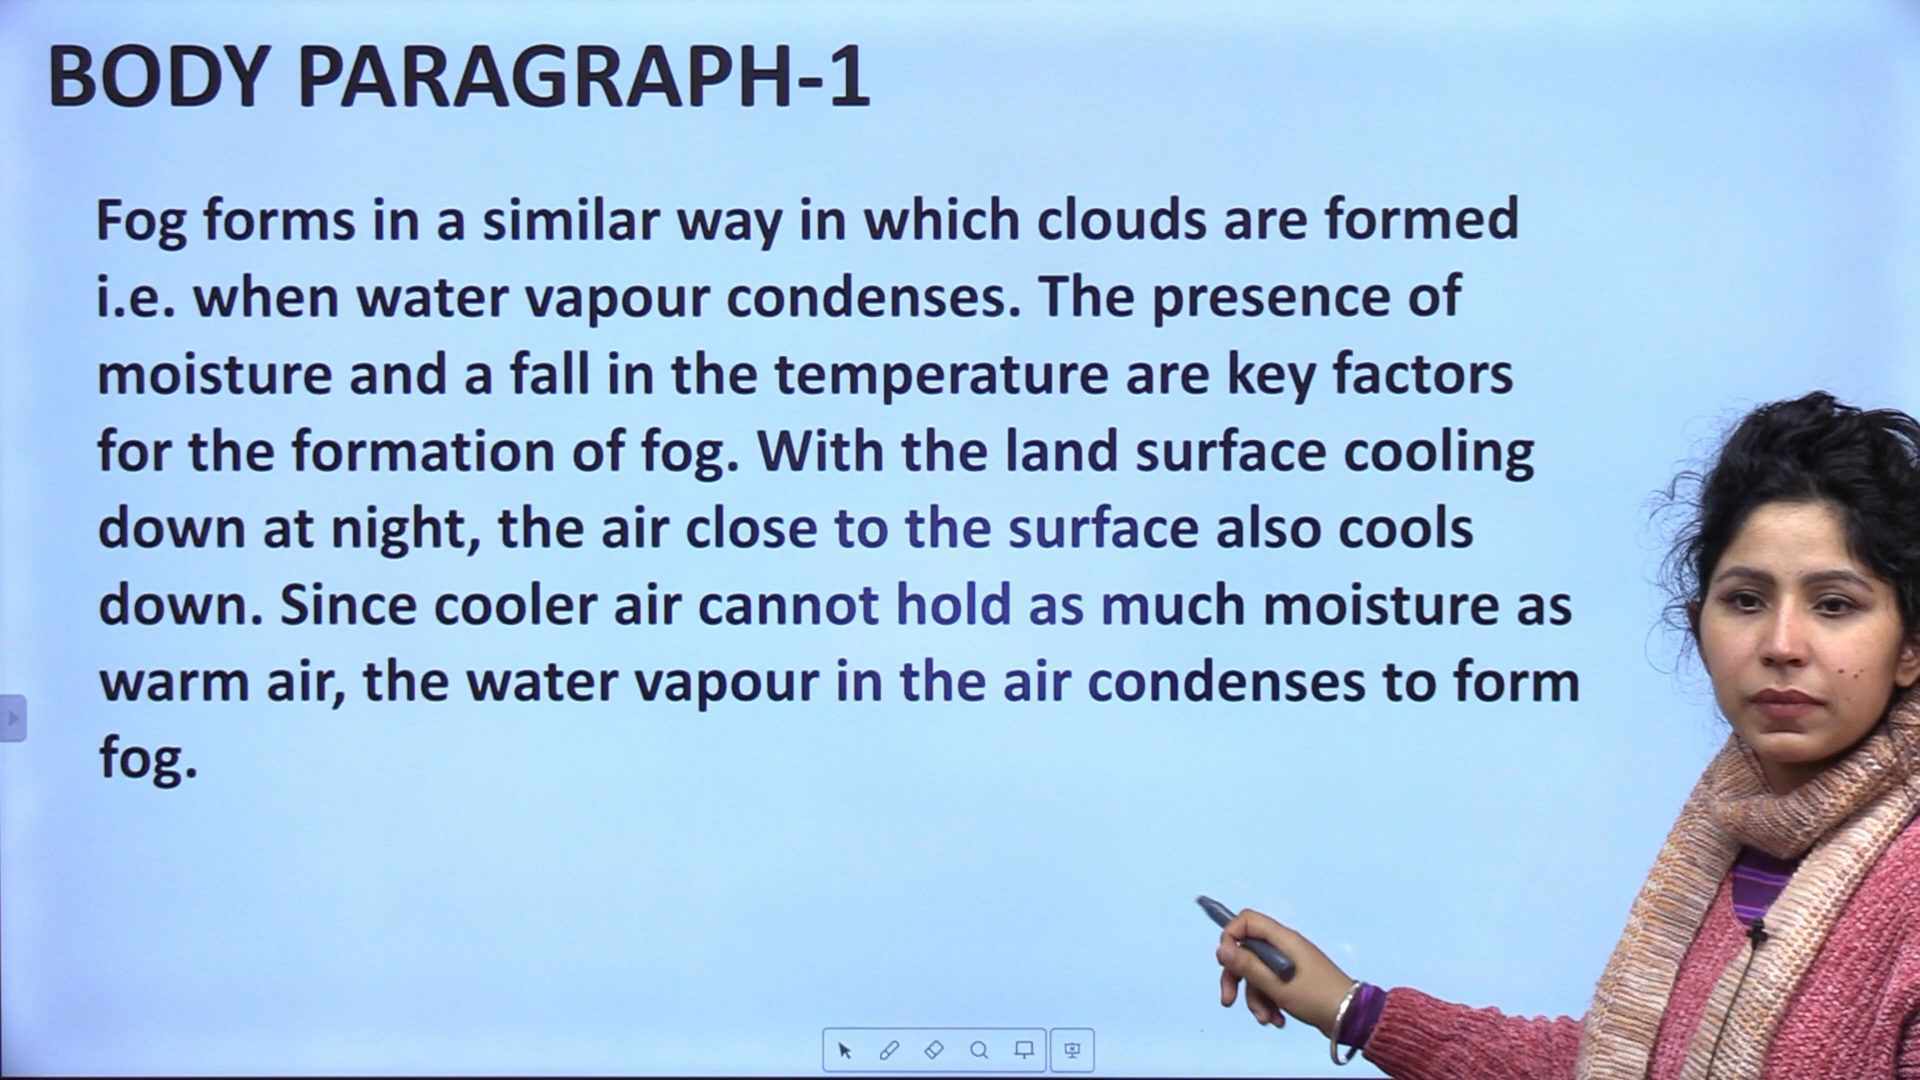 BODY PARAGRAPH-1
Fog forms in a similar way in which clouds are formed
i.e. when water vapour condenses. The presence of
moisture and a fall in the temperature are key factors
for the formation of fog. With the land surface cooling
down at night, the air close to the surface also cools
down. Since cooler air cannot hold as much moisture as
warm air, the water vapour in the air condenses to form
fog.